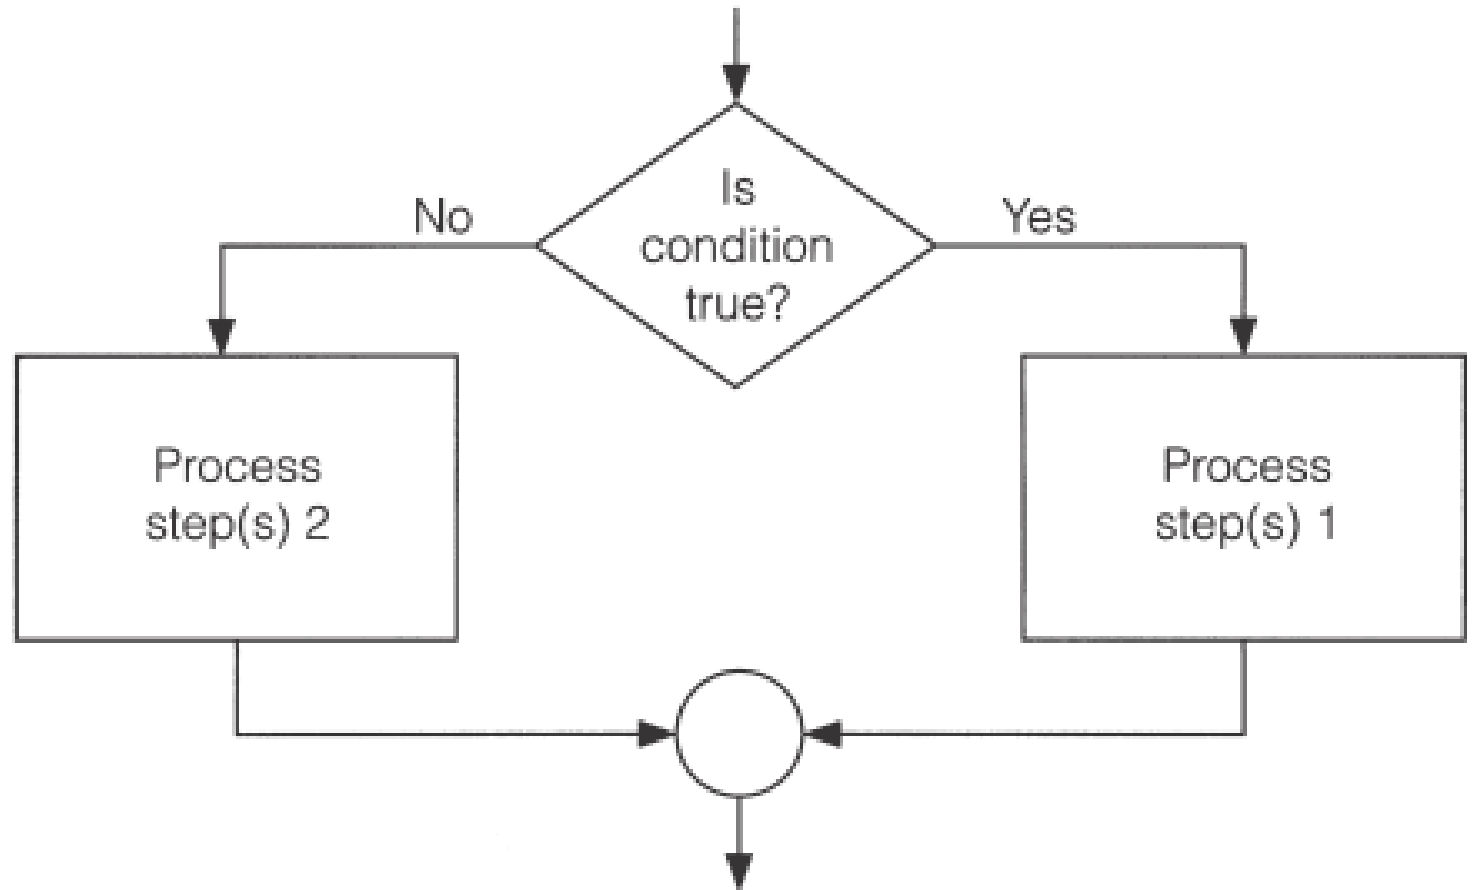 Is
condition
true?
No
Yes
Process
step(s) 2
Process
step(s) 1